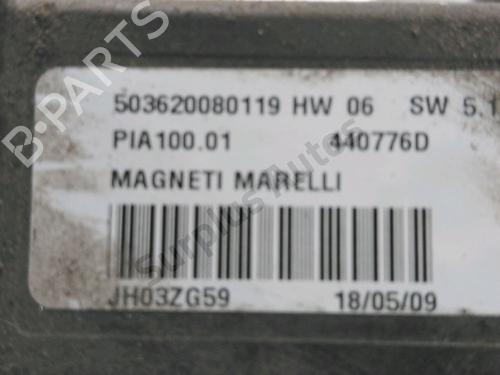 503620080119 HW 06 SW 5.1
PIA100.01 440776D
MAGNETI MARELLI
JH03ZG59 18/05/09
B-PARTS
Surplus Autos